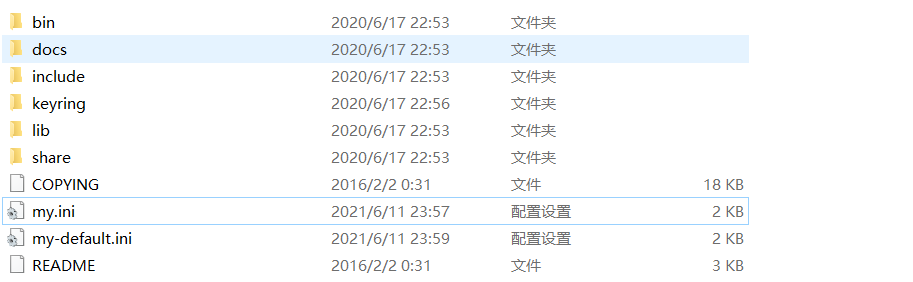 bin 2020/6/17 22:53 文件夹
docs 2020/6/17 22:53 文件夹
include 2020/6/17 22:53 文件夹
keyring 2020/6/17 22:56 文件夹
lib 2020/6/17 22:53 文件夹
share 2020/6/17 22:53 文件夹
COPYING 2016/2/2 0:31 文件 18 KB
my.ini 2021/6/11 23:57 配置设置 2 KB
my-default.ini 2021/6/11 23:59 配置设置 2 KB
README 2016/2/2 0:31 文件 3 KB